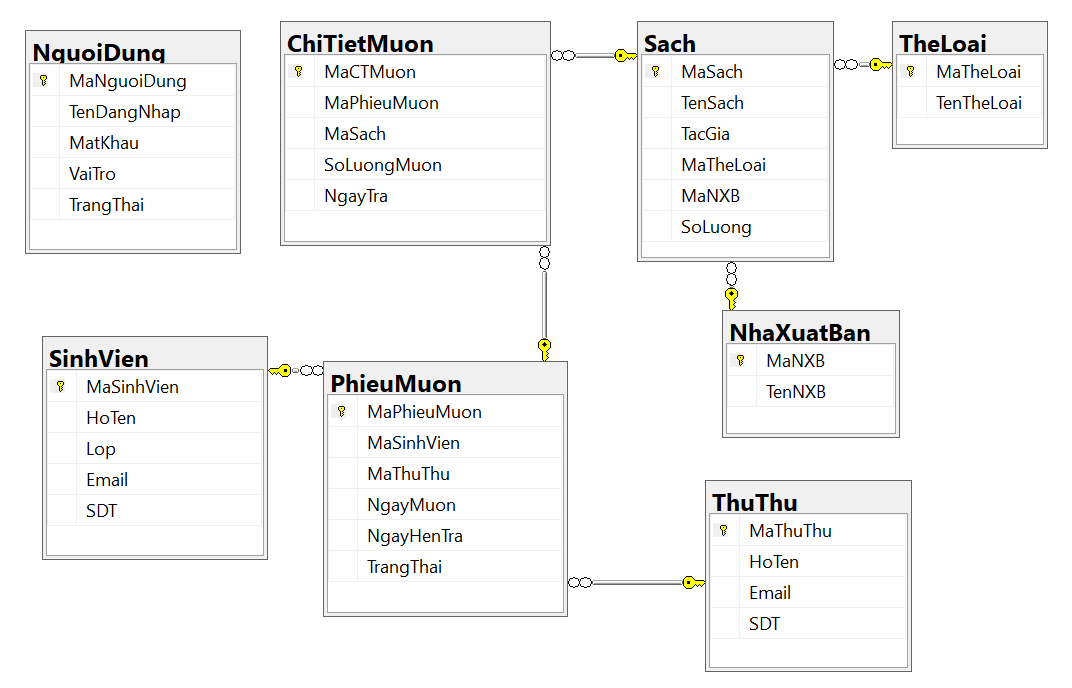 NguoiDung
MaNguoiDung
TenDangNhap
MatKhau
VaiTro
TrangThai
ChiTietMuon
MaCTMuon
MaPhieuMuon
MaSach
SoLuongMuon
NgayTra
Sach
MaSach
TenSach
TacGia
MaTheLoai
MaNXB
SoLuong
TheLoai
MaTheLoai
TenTheLoai
NhaXuatBan
MaNXB
TenNXB
SinhVien
MaSinhVien
HoTen
Lop
Email
SDT
PhieuMuon
MaPhieuMuon
MaSinhVien
MaThuThu
NgayMuon
NgayHenTra
TrangThai
ThuThu
MaThuThu
HoTen
Email
SDT